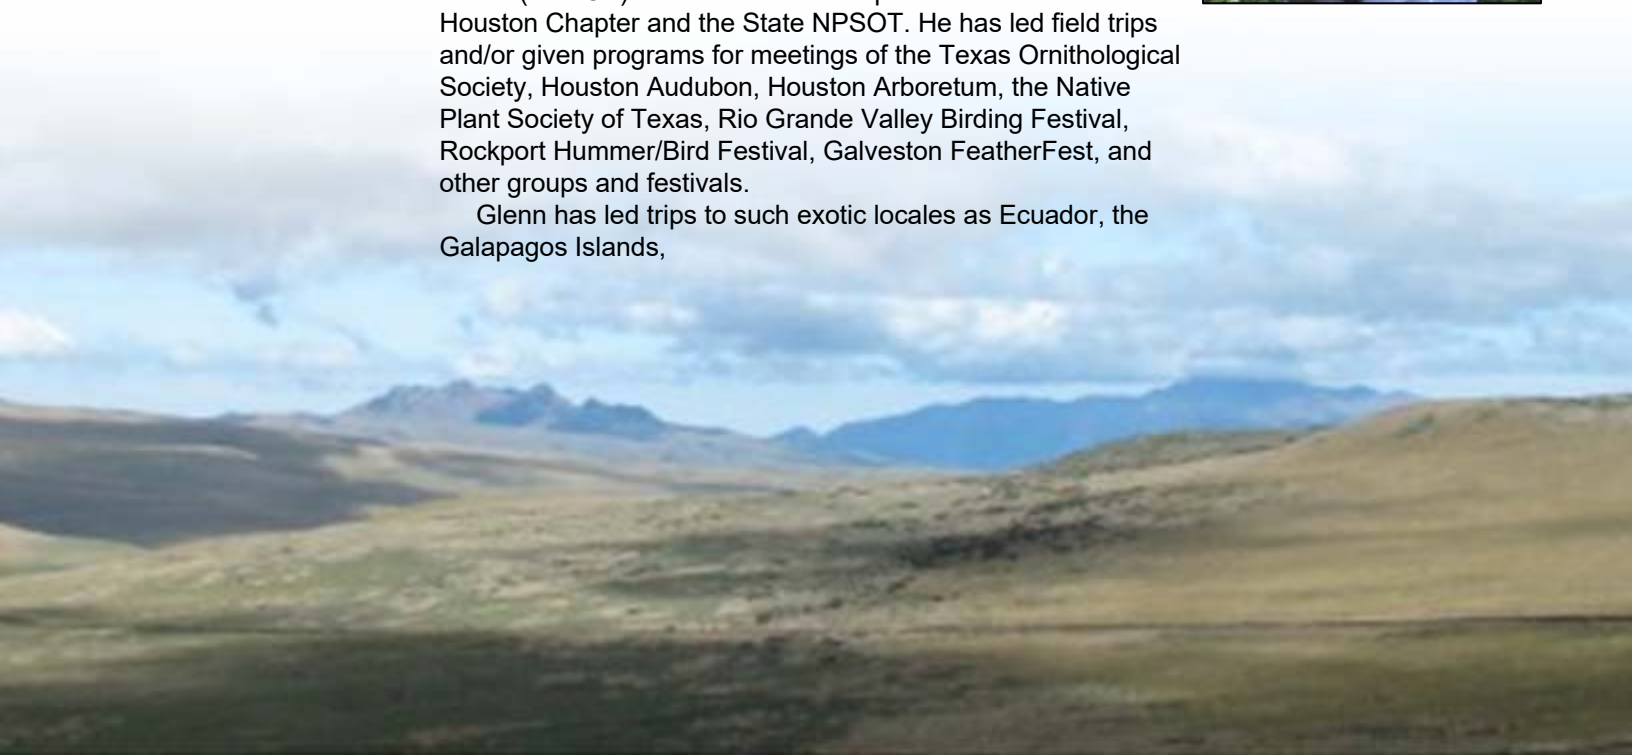 Houston Chapter and the State NPSOT. He has led field trips
and/or given programs for meetings of the Texas Ornithological
Society, Houston Audubon, Houston Arboretum, the Native
Plant Society of Texas, Rio Grande Valley Birding Festival,
Rockport Hummer/Bird Festival, Galveston FeatherFest, and
other groups and festivals.
Glenn has led trips to such exotic locales as Ecuador, the
Galapagos Islands,